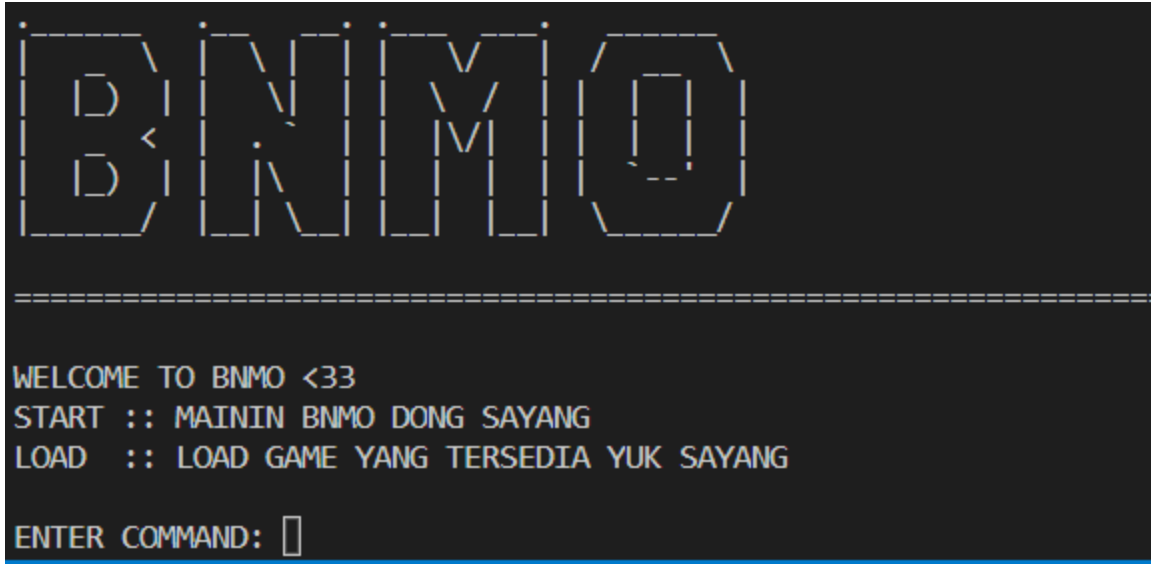 BNMO
==============================================================
WELCOME TO BNMO <33
START :: MAININ BNMO DONG SAYANG
LOAD  :: LOAD GAME YANG TERSEDIA YUK SAYANG
ENTER COMMAND: